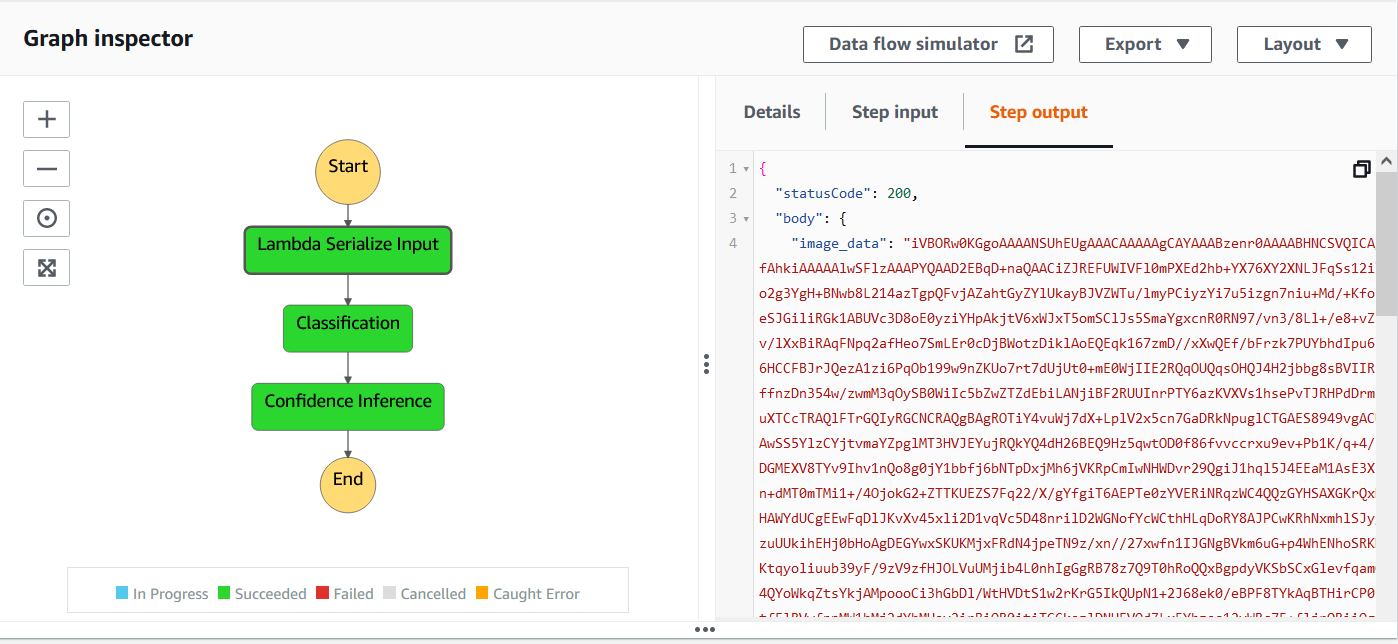 Graph inspector
Data flow simulator
Export
Layout
Start
Lambda Serialize Input
Classification
Confidence Inference
End
In Progress Succeeded Failed Cancelled Caught Error
Details Step input Step output
1 {
2 "statusCode": 200,
3 "body": {
4 "image_data": "iVBORw0KGgoAAAANSUhEUgAAACAAAAAgCAYAAABzenr0AAAABHNCSVQICA
fAhkiAAAAAlwSFlzAAAPYQAAD2EBqD+naQAACiZJREFUWIVFl0mPXEd2hb+YX76XY2XNLJFqSs12i
o2g3YgH+BNwb8L214azTgpQFvjAZahtGyZYlUkayBJVZWTu/lmyPCiyzYi7u5izgn7niu+Md/+Kfo
eSJGiliRGk1ABUVc3D8oE0yziYHpAkjtV6xWJxT5omSClJs5SmaYgxcnR0RN97/vn3/8Ll+/e8+vZ
v/lXxBiRAqFNpq2afHeo7SmLEr0cDjBWotzDiklAoEQEqk167zmD//xXwQEf/bFrzk7PUYbhdIpu6
6HCCFBJrJQezA1zi6PqOb199w9nZKUo7rt7dUjUt0+mE0WjIIE2RQqOUQqsOHQJ4H2jbbg8sBVIIR
ffnzDn354w/zwmM3qOySB0WiIc5bZwZTZdEbiLANjiBF2RUUInrPTY6azKVXVs1hsePvTJRHPdDrm
uXTCcTRAQlFTrGQIyRGCNCRAQgBAgROTiY4vuWj7dX+LplV2x5cn7GaDRkNpuglCTGAES8949vgAC
AwSS5YlzCYjtvmaYZpglMT3HVJEYujRQkYQ4dH26BEQ9Hz5qwtOD0f86fvvccrxu9ev+Pb1K/q+4/
DGMEXV8TYv9Ihv1nQo8g0jY1bbfj6bNTpDxjMh6jVKRpCmIwNHWDvr29QgiJ1hql5J4EEaM1AsE3X
n+dMT0mTMi1+/4OjokG2+ZTTKUEZS7Fq22/X/gYfgiT6AEPTe0zYVERiNRqzWC4QQzGYHSAXGKrQx
HAWYdUCgEEwFqDlJKvXv45xli2D1vqVc5D48nrilD2WGNofYcWCthHLqDoRY8AJPCwKRhNxmhlSJy
zuUUkihEHj0bHoAgDEGYwxSKUKMjxFRdN4jpeTN9z/xn//27xwfn1IJGNgBVkm6uG+p4WhENhoSRK
Ktqyoliuub39yF/9zV9zfHJOLVuUMjib4L0nhIgGgRB78z7Q9T0hRoQQxBgpdyVKSbSCxGlevfqam
4QYoWkqZtsYkjAMpoooCi3hGbDl/WtHVDtS1w2rKrG5IkQUpN1+2J68ek0/eBPF8TYkAqBTHirCP0